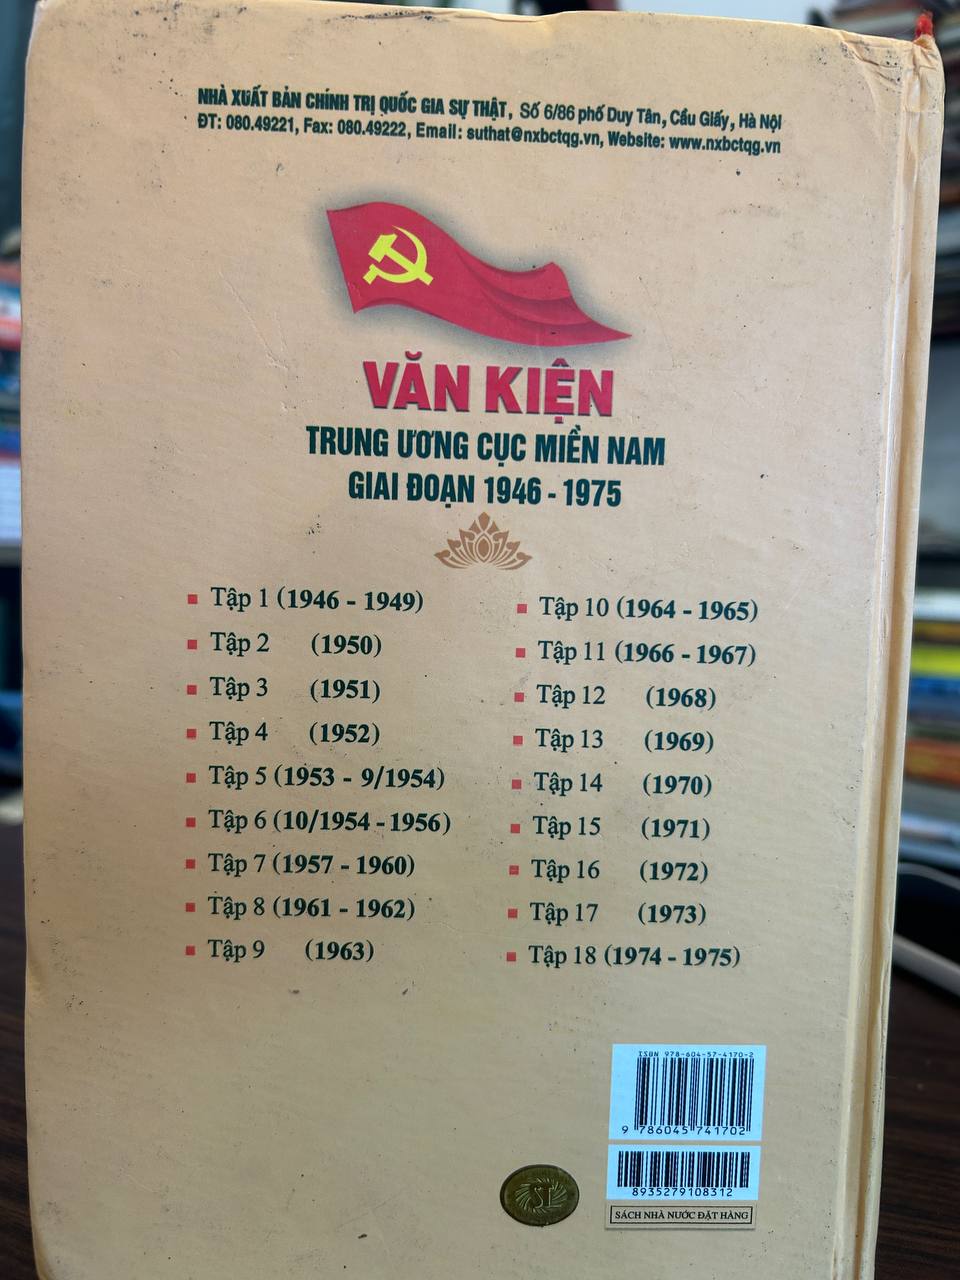 NHÀ XUẤT BẢN CHÍNH TRỊ QUỐC GIA SỰ THẬT, Số 6/86 phố Duy Tân, Cầu Giấy, Hà Nội
ĐT: 080.49221, Fax: 080.49222, Email: suthat@nxbctqg.vn, Website: www.nxbctqg.vn
VĂN KIỆN
TRUNG ƯƠNG CỤC MIỀN NAM
GIAI ĐOẠN 1946 - 1975
Tập 1 (1946 - 1949)
Tập 2 (1950)
Tập 3 (1951)
Tập 4 (1952)
Tập 5 (1953 - 9/1954)
Tập 6 (10/1954 - 1956)
Tập 7 (1957 - 1960)
Tập 8 (1961 - 1962)
Tập 9 (1963)
Tập 10 (1964 - 1965)
Tập 11 (1966 - 1967)
Tập 12 (1968)
Tập 13 (1969)
Tập 14 (1970)
Tập 15 (1971)
Tập 16 (1972)
Tập 17 (1973)
Tập 18 (1974 - 1975)
ISBN 978-604-57-4170-2
9 786045 741702
8935279108312
SÁCH NHÀ NƯỚC ĐẶT HÀNG
ST